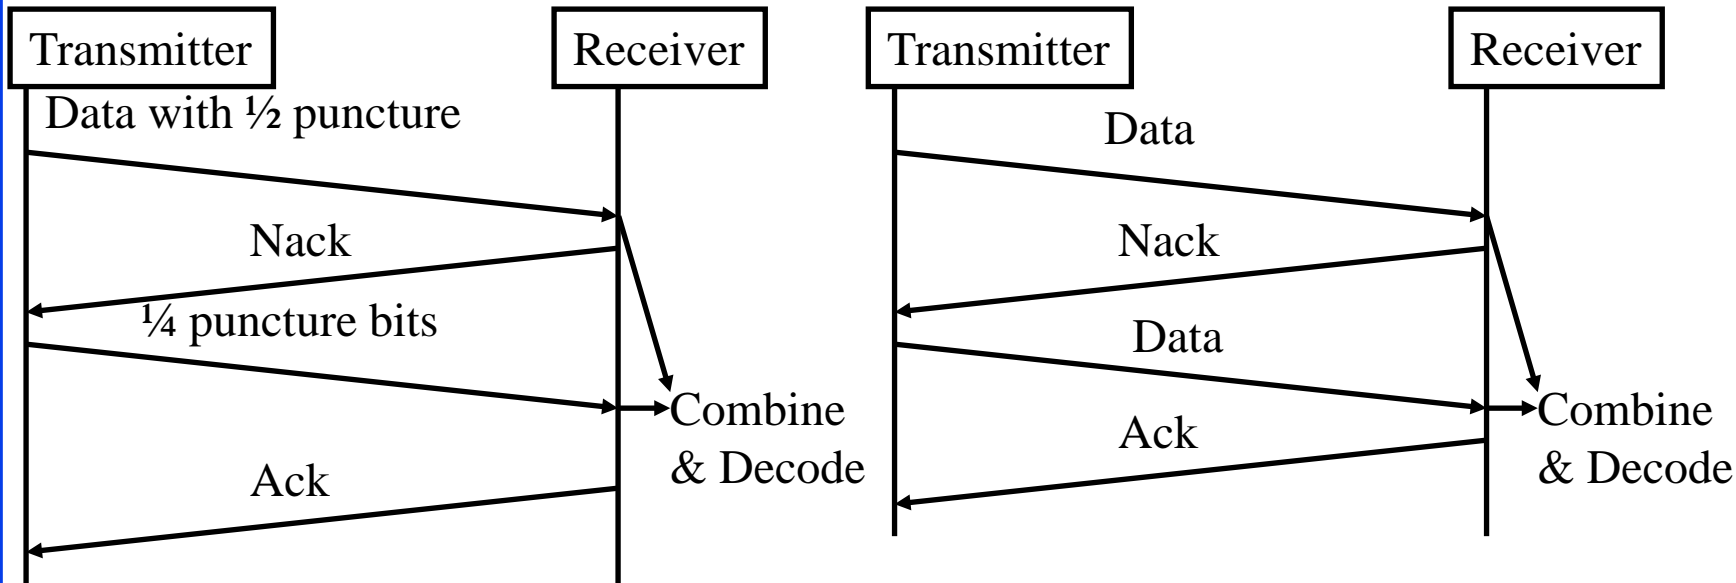 Transmitter
Receiver
Data with ½ puncture
Nack
¼ puncture bits
Combine
& Decode
Ack
Transmitter
Receiver
Data
Nack
Data
Combine
& Decode
Ack